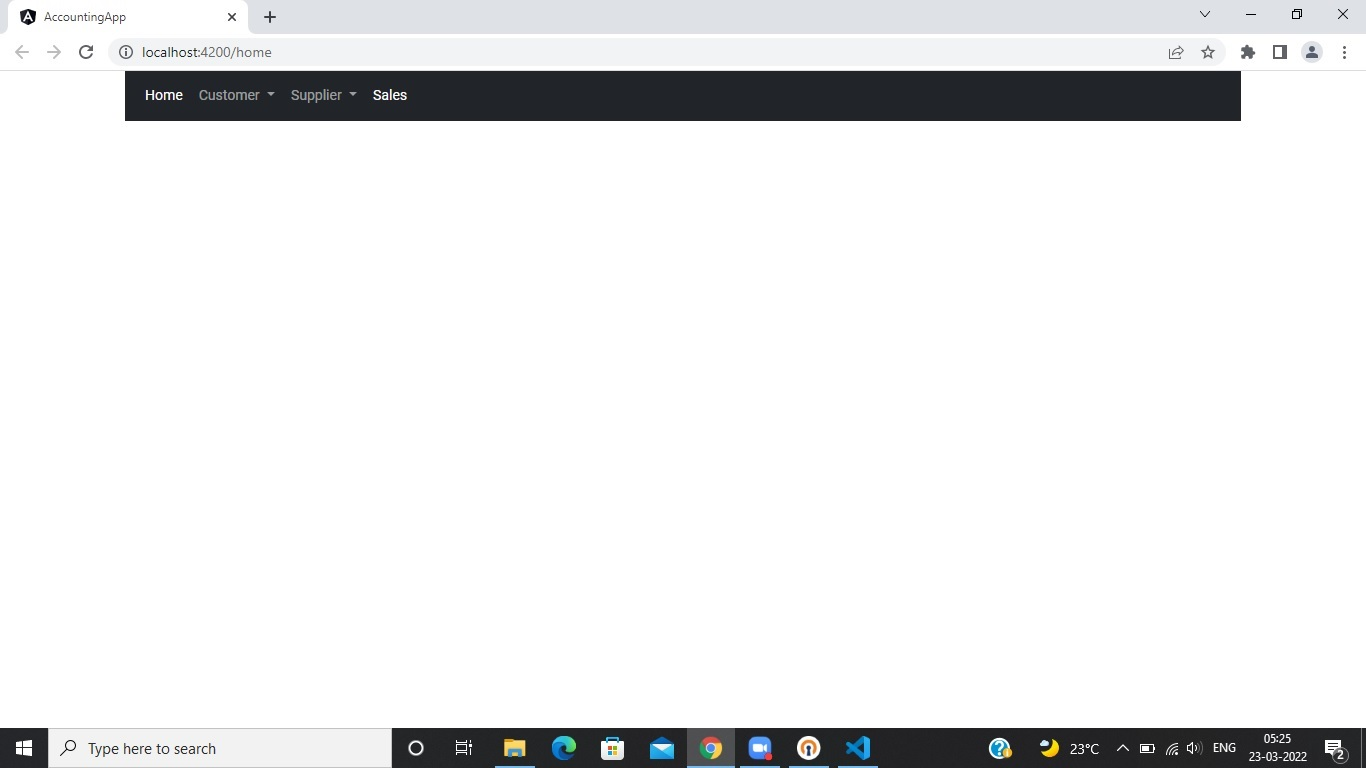 AccountingApp
localhost:4200/home
Home Customer Supplier Sales
Type here to search
23°C
ENG
05:25
23-03-2022
2